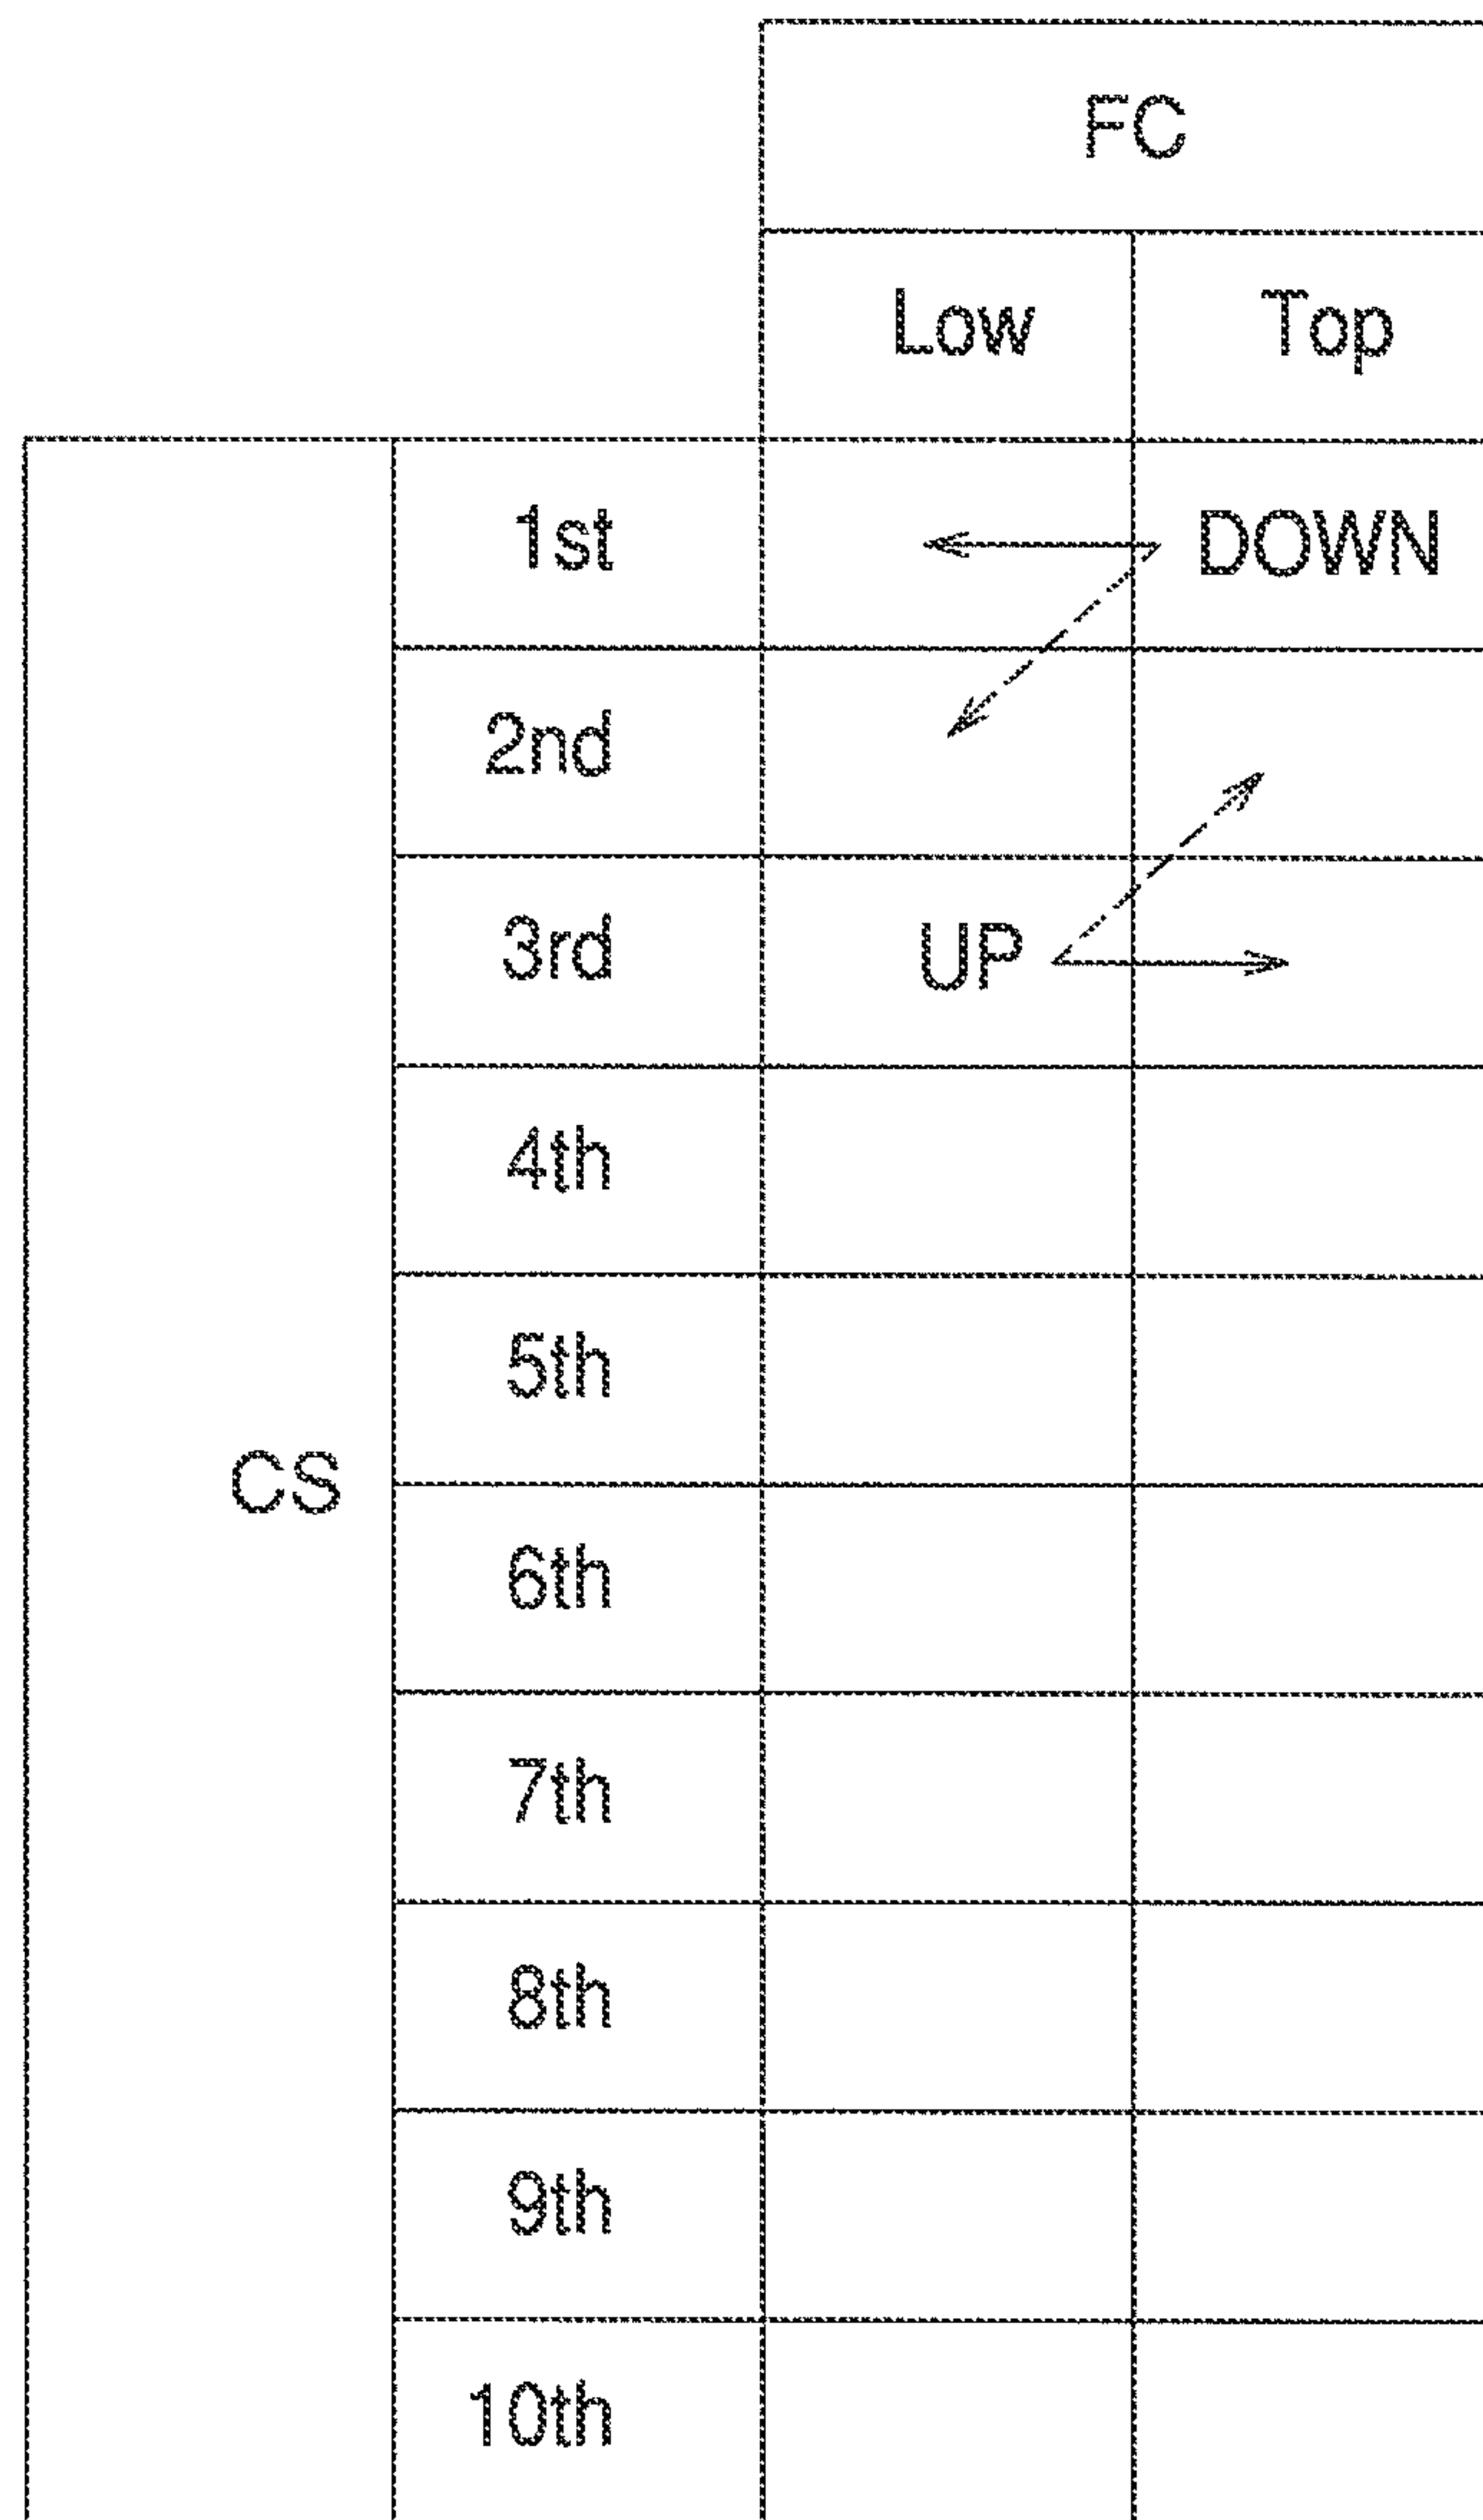 FC
Low Top
1st DOWN
2nd
3rd UP
4th
5th
CS
6th
7th
8th
9th
10th